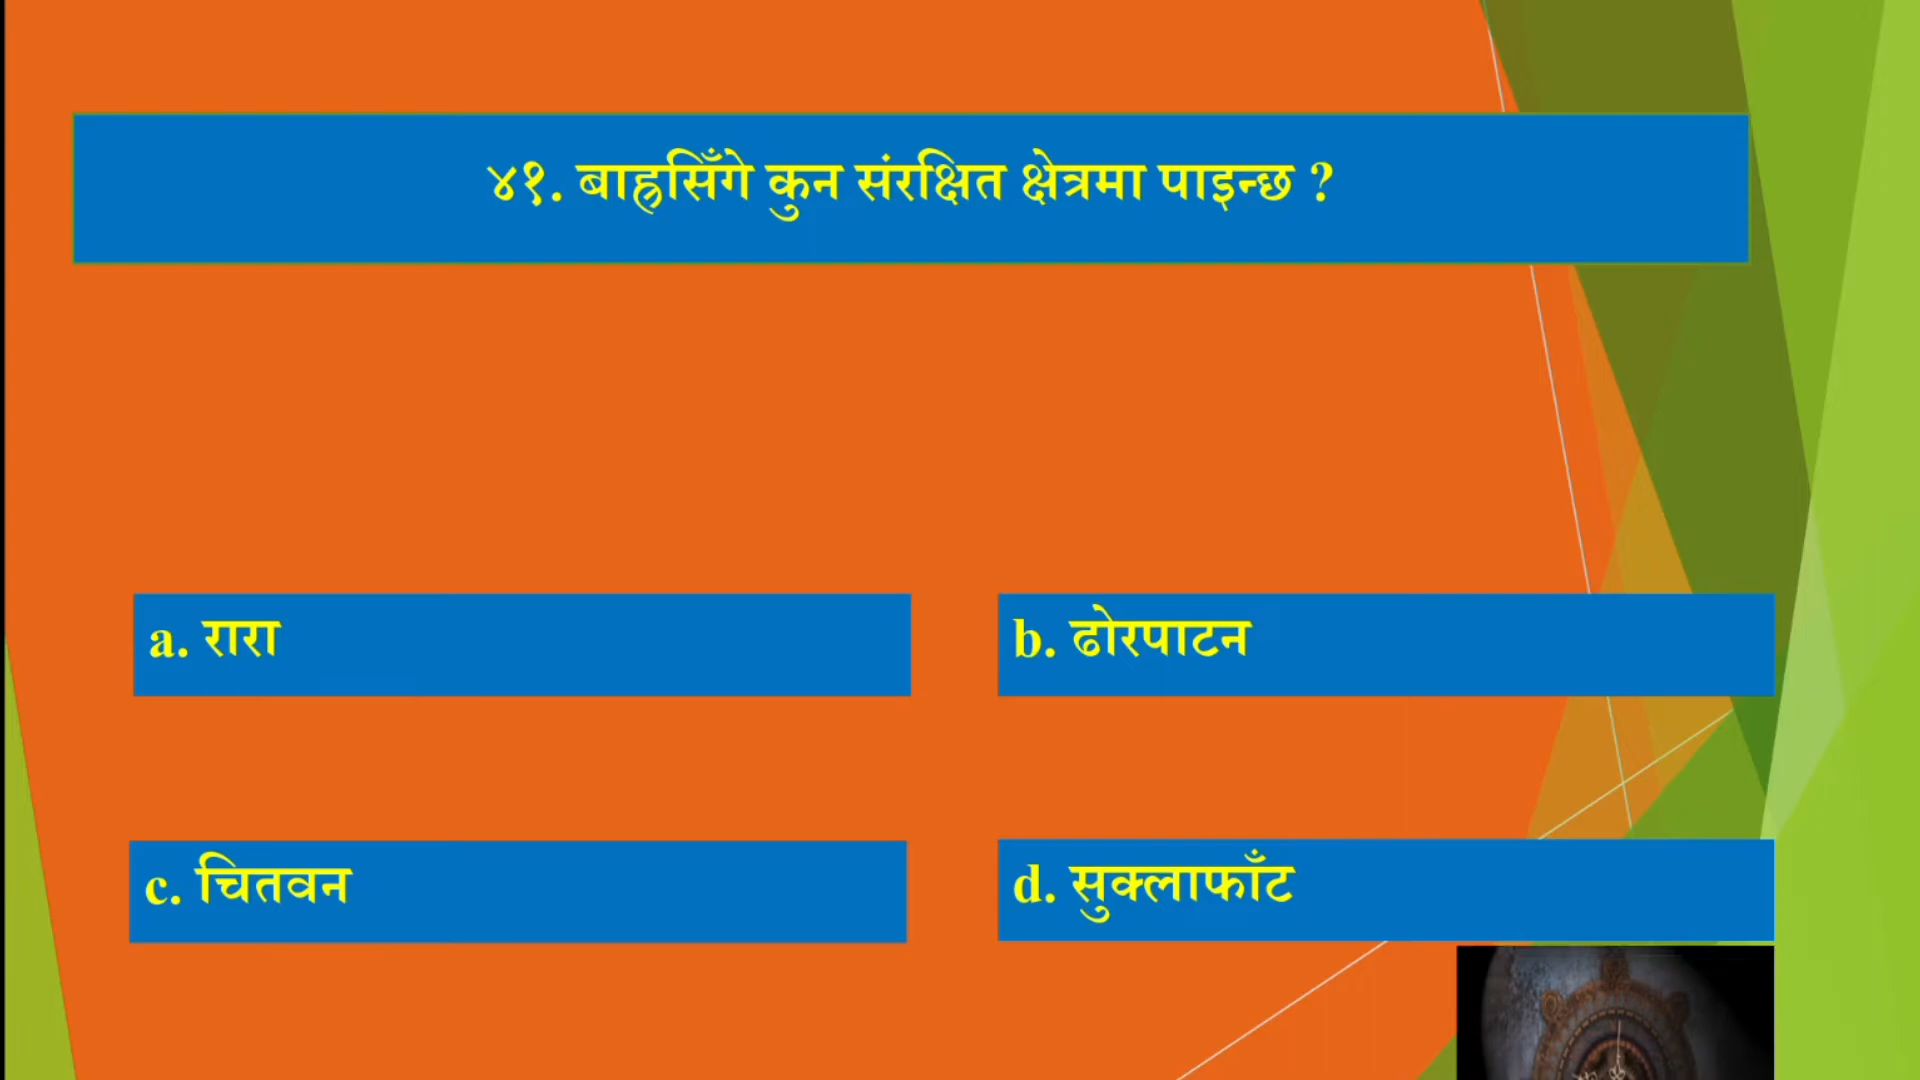 ४१. बाह्रसिँगे कुन संरक्षित क्षेत्रमा पाइन्छ ?
a. रारा
b. ढोरपाटन
c. चितवन
d. सुक्लाफाँट